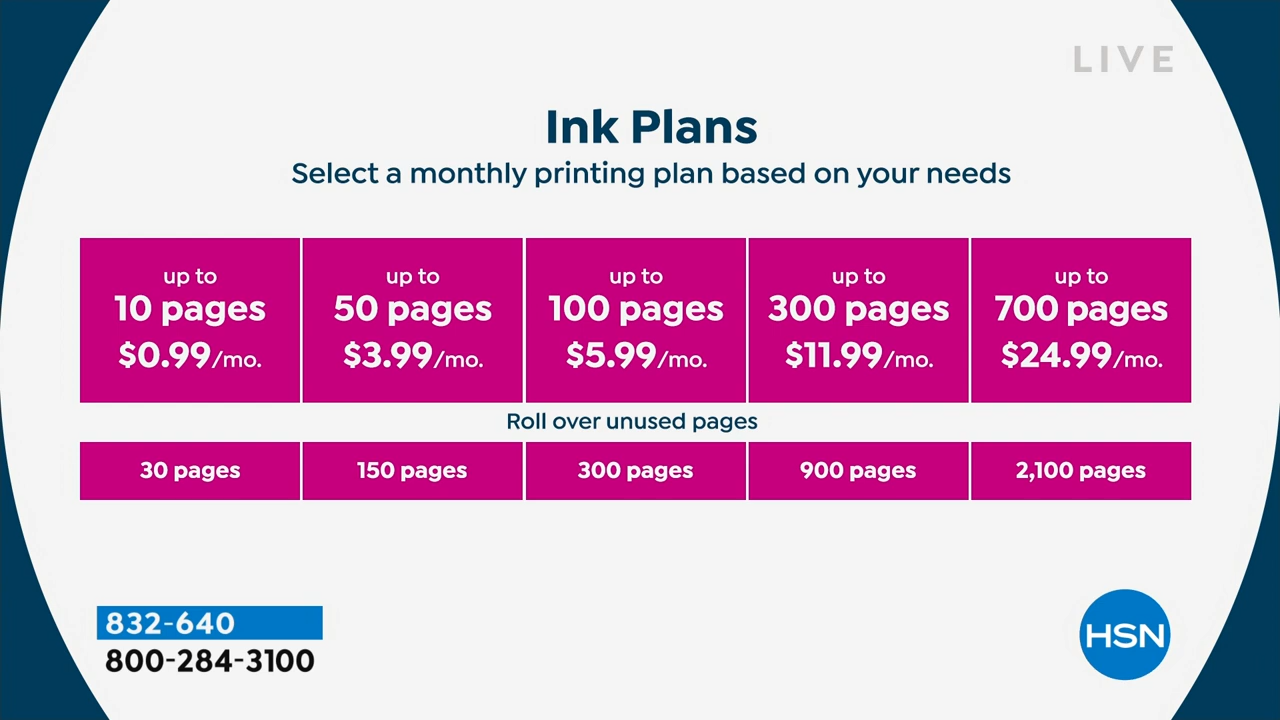 LIVE
Ink Plans
Select a monthly printing plan based on your needs
up to
10 pages
$0.99/mo.
up to
50 pages
$3.99/mo.
up to
100 pages
$5.99/mo.
up to
300 pages
$11.99/mo.
up to
700 pages
$24.99/mo.
Roll over unused pages
30 pages
150 pages
300 pages
900 pages
2,100 pages
832-640
800-284-3100
HSN